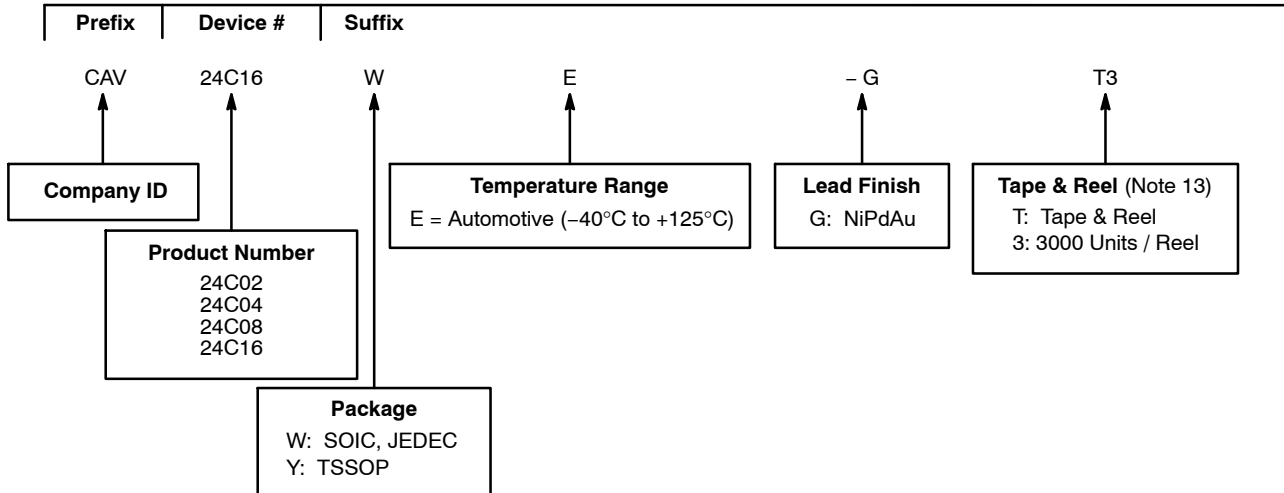 Prefix Device # Suffix
CAV 24C16 W E – G T3
Company ID
Product Number
24C02
24C04
24C08
24C16
Package
W: SOIC, JEDEC
Y: TSSOP
Temperature Range
E = Automotive (−40°C to +125°C)
Lead Finish
G: NiPdAu
Tape & Reel (Note 13)
T: Tape & Reel
3: 3000 Units / Reel